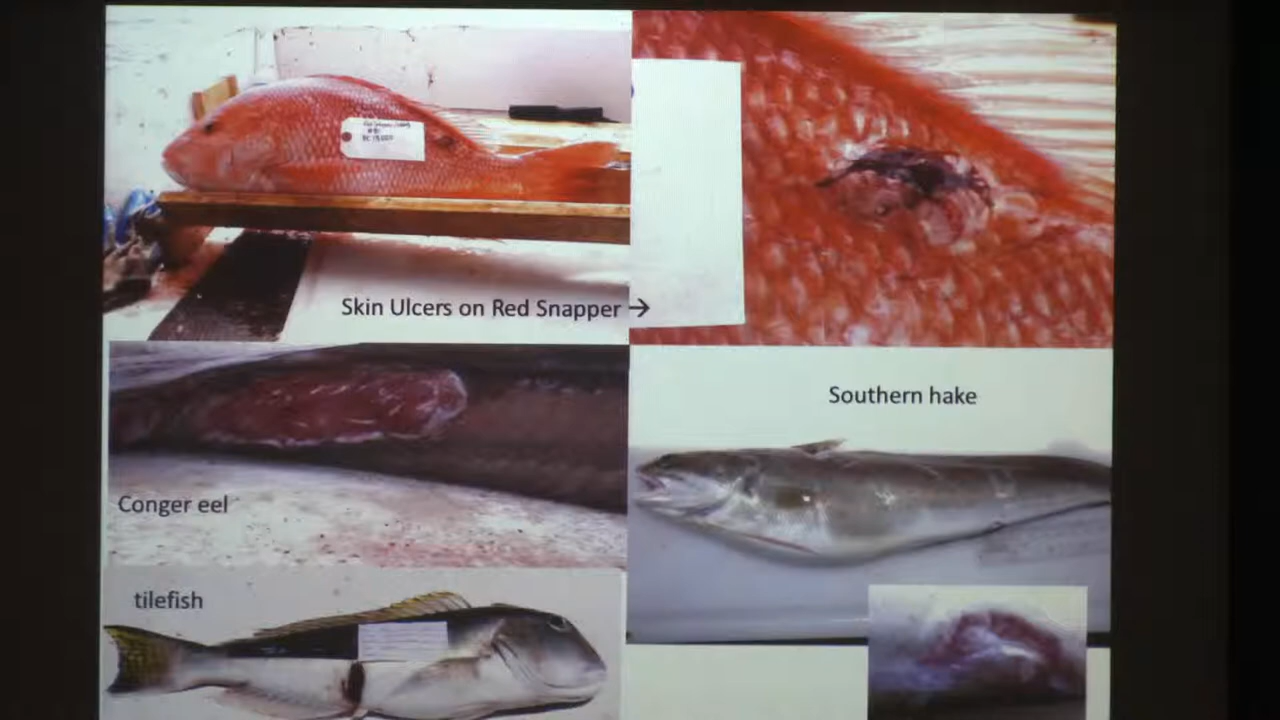 Skin Ulcers on Red Snapper →
Southern hake
Conger eel
tilefish